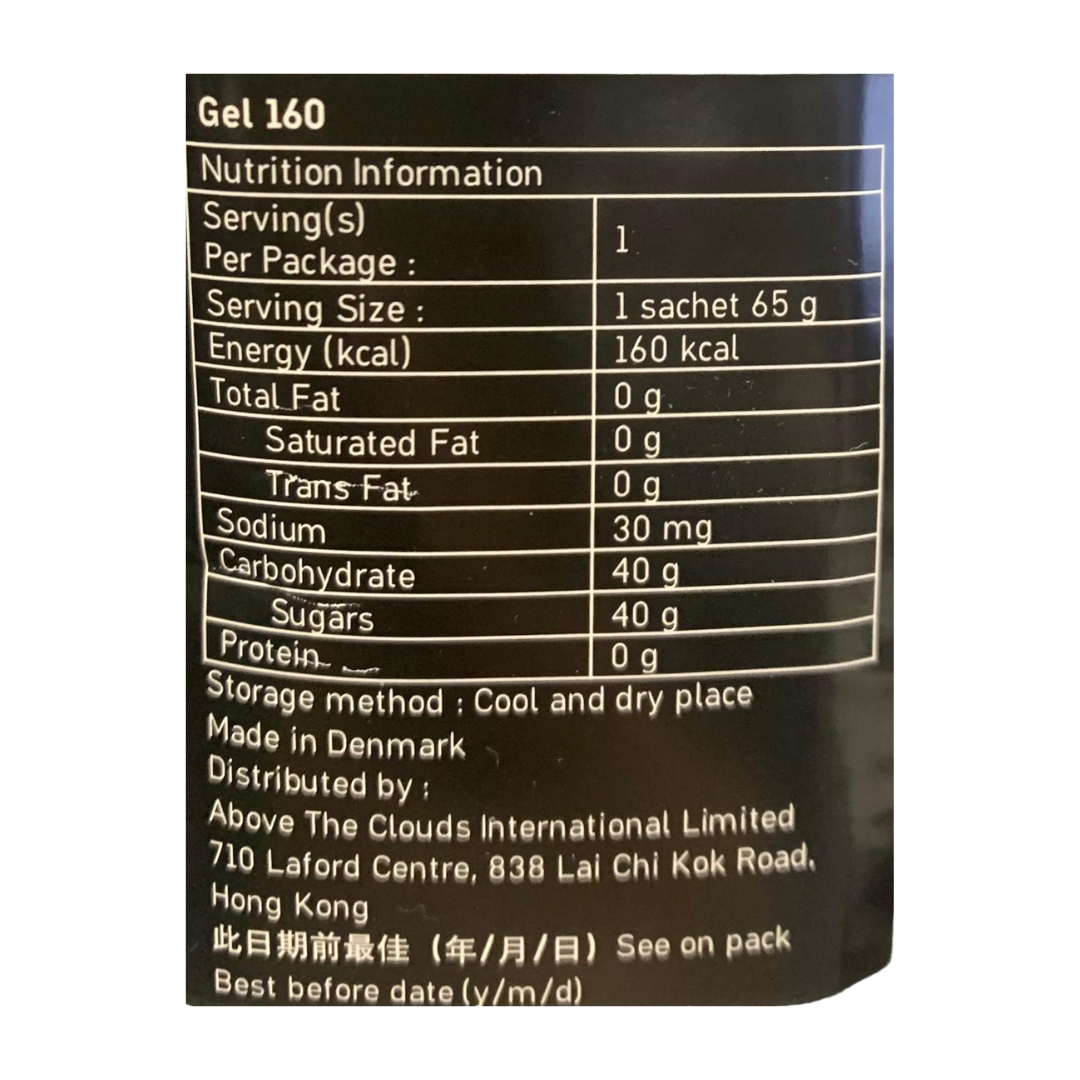 Gel 160
Nutrition Information
Serving(s)
Per Package : 1
Serving Size : 1 sachet 65 g
Energy (kcal) 160 kcal
Total Fat 0 g
Saturated Fat 0 g
Trans Fat 0 g
Sodium 30 mg
Carbohydrate 40 g
Sugars 40 g
Protein 0 g
Storage method : Cool and dry place
Made in Denmark
Distributed by :
Above The Clouds International Limited
710 Laford Centre, 838 Lai Chi Kok Road,
Hong Kong
此日期前最佳 (年/月/日) See on pack
Best before date (y/m/d)